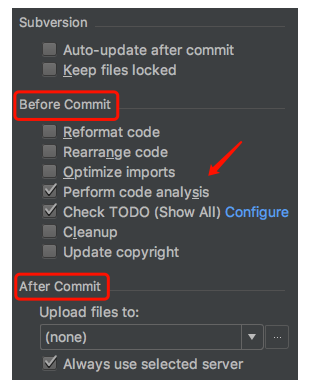 Subversion
Auto-update after commit
Keep files locked
Before Commit
Reformat code
Rearrange code
Optimize imports
Perform code analysis
Check TODO (Show All) Configure
Cleanup
Update copyright
After Commit
Upload files to:
(none) ...
Always use selected server